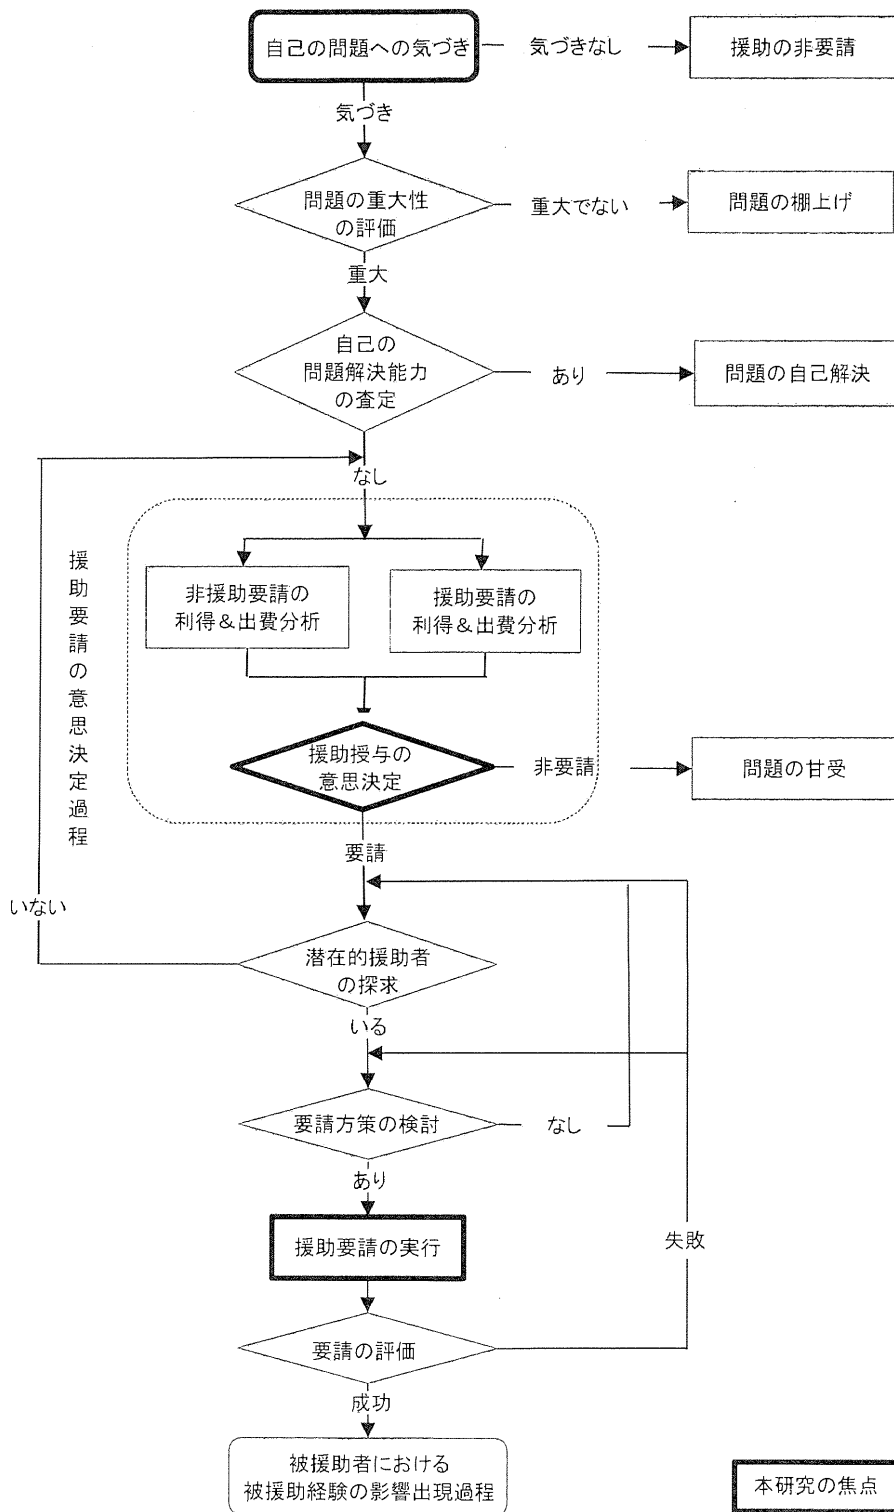 自己の問題への気づき
気づきなし
援助の非要請
気づき
問題の重大性
の評価
重大でない
問題の棚上げ
重大
自己の
問題解決能力
の査定
あり
問題の自己解決
なし
援助要請の意思決定過程
非援助要請の
利得&出費分析
援助要請の
利得&出費分析
援助授与の
意思決定
非要請
問題の甘受
要請
いない
潜在的援助者
の探求
いる
要請方策の検討
なし
あり
援助要請の実行
失敗
要請の評価
成功
被援助者における
被援助経験の影響出現過程
本研究の焦点